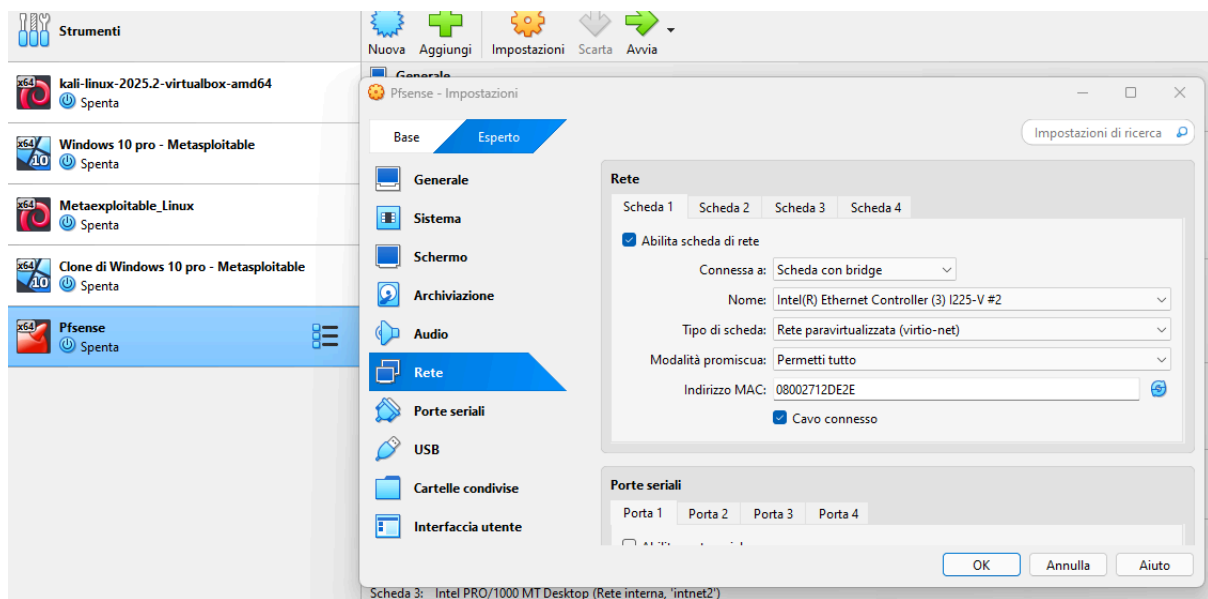 Strumenti
Nuova Aggiungi Impostazioni Scarta Avvia
Generale
kali-linux-2025.2-virtualbox-amd64
Spenta
Windows 10 pro - Metasploitable
Spenta
Metaexploitable_Linux
Spenta
Clone di Windows 10 pro - Metasploitable
Spenta
Pfsense
Spenta
Pfsense - Impostazioni
Base Esperto
Impostazioni di ricerca
Generale
Sistema
Schermo
Archiviazione
Audio
Rete
Porte seriali
USB
Cartelle condivise
Interfaccia utente
Rete
Scheda 1 Scheda 2 Scheda 3 Scheda 4
Abilita scheda di rete
Connessa a: Scheda con bridge
Nome: Intel(R) Ethernet Controller (3) I225-V #2
Tipo di scheda: Rete paravirtualizzata (virtio-net)
Modalità promiscua: Permetti tutto
Indirizzo MAC: 08002712DE2E
Cavo connesso
Porte seriali
Porta 1 Porta 2 Porta 3 Porta 4
OK Annulla Aiuto
Scheda 3: Intel PRO/1000 MT Desktop (Rete interna, 'intnet2')